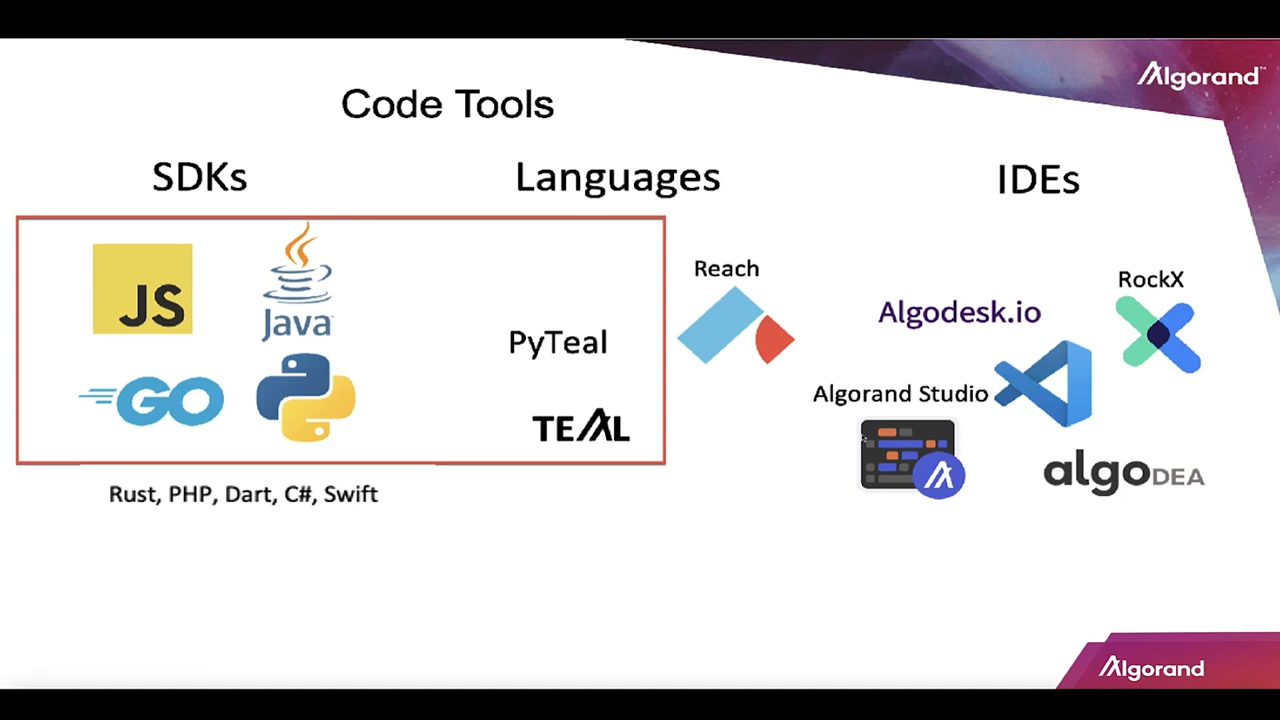 Algorand
Code Tools
SDKs
Languages
IDEs
JS
Java
GO
Rust, PHP, Dart, C#, Swift
PyTeal
TEAL
Reach
Algodesk.io
RockX
Algorand Studio
algoDEA
Algorand